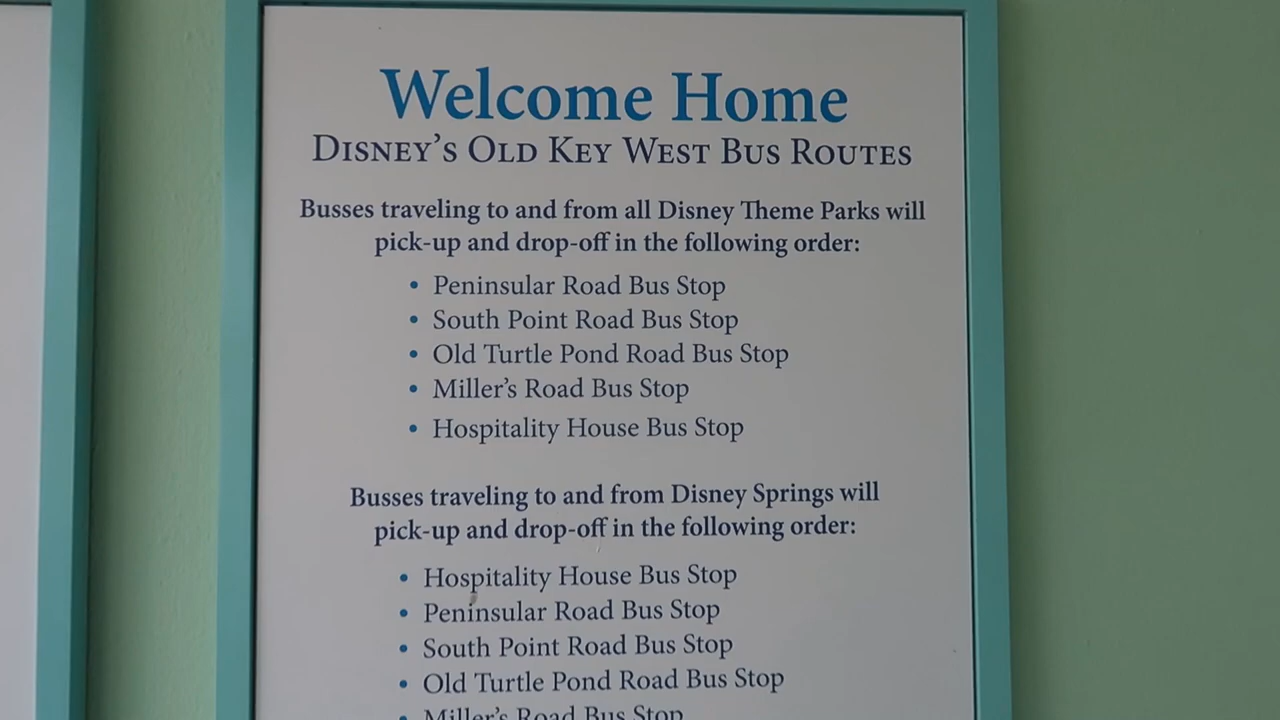 Welcome Home
Disney's Old Key West Bus Routes
Busses traveling to and from all Disney Theme Parks will
pick-up and drop-off in the following order:
• Peninsular Road Bus Stop
• South Point Road Bus Stop
• Old Turtle Pond Road Bus Stop
• Miller's Road Bus Stop
• Hospitality House Bus Stop
Busses traveling to and from Disney Springs will
pick-up and drop-off in the following order:
• Hospitality House Bus Stop
• Peninsular Road Bus Stop
• South Point Road Bus Stop
• Old Turtle Pond Road Bus Stop
• Miller's Road Bus Stop